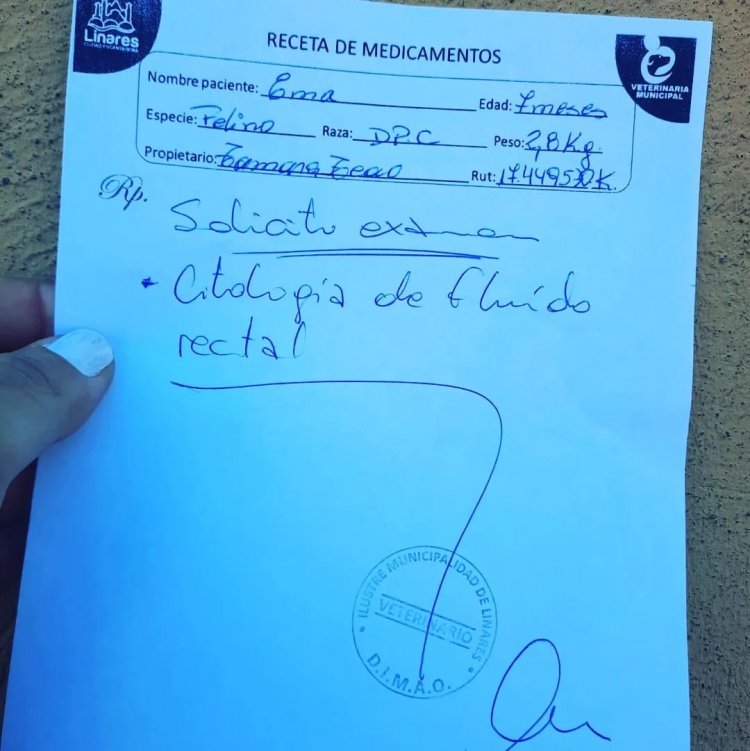 Linares
RECETA DE MEDICAMENTOS
VETERINARIA
MUNICIPAL
Nombre paciente: Ema Edad: 7 meses
Especie: Felino Raza: DPC Peso: 2,8 Kg.
Propietario: Rut:
Rp.
Solicito examen
• Citología de fluido
rectal
ILUSTRE MUNICIPALIDAD DE LINARES
VETERINARIO
D.I.M.A.O.